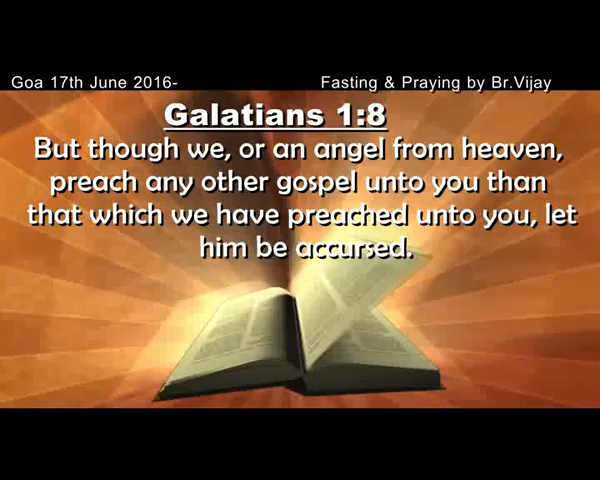 Goa 17th June 2016- Fasting & Praying by Br.Vijay
Galatians 1:8
But though we, or an angel from heaven,
preach any other gospel unto you than
that which we have preached unto you, let
him be accursed.